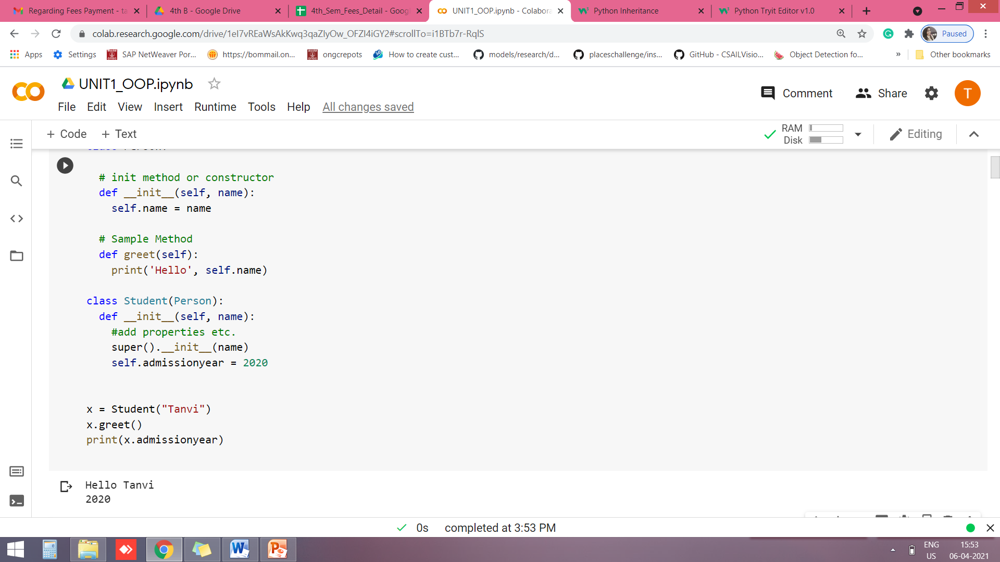 Regarding Fees Payment - ta
4th B - Google Drive
4th_Sem_Fees_Detail - Googl
UNIT1_OOP.ipynb - Colabora
Python Inheritance
Python Tryit Editor v1.0
colab.research.google.com/drive/1eI7vREaWsAkKwq3qaZIyOw_OFZI4iGY2#scrollTo=i1BTb7r-RqlS
Paused
Apps
Settings
SAP NetWeaver Por...
https://bommail.on...
ongcrepots
How to create cust...
models/research/d...
placeschallenge/ins...
GitHub - CSAILVisio...
Object Detection fo...
»
Other bookmarks
UNIT1_OOP.ipynb
Comment
Share
T
File Edit View Insert Runtime Tools Help All changes saved
+ Code + Text
RAM
Disk
Editing
class Person:
# init method or constructor
def __init__(self, name):
self.name = name
# Sample Method
def greet(self):
print('Hello', self.name)
class Student(Person):
def __init__(self, name):
#add properties etc.
super().__init__(name)
self.admissionyear = 2020
x = Student("Tanvi")
x.greet()
print(x.admissionyear)
Hello Tanvi
2020
0s completed at 3:53 PM
ENG
US
15:53
06-04-2021